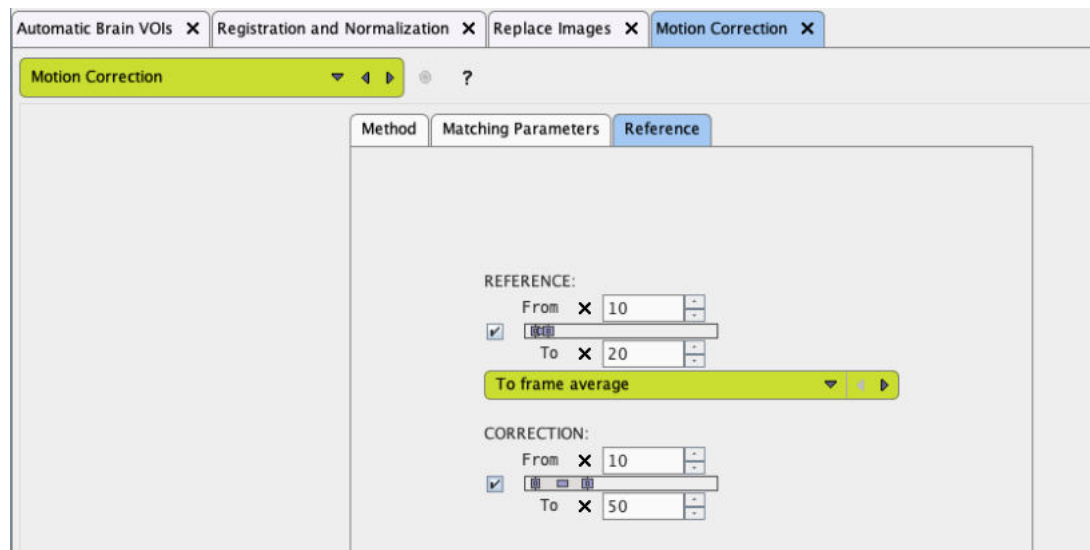 Automatic Brain VOIs Registration and Normalization Replace Images Motion Correction
Motion Correction ?
Method Matching Parameters Reference
REFERENCE:
From 10
To 20
To frame average
CORRECTION:
From 10
To 50